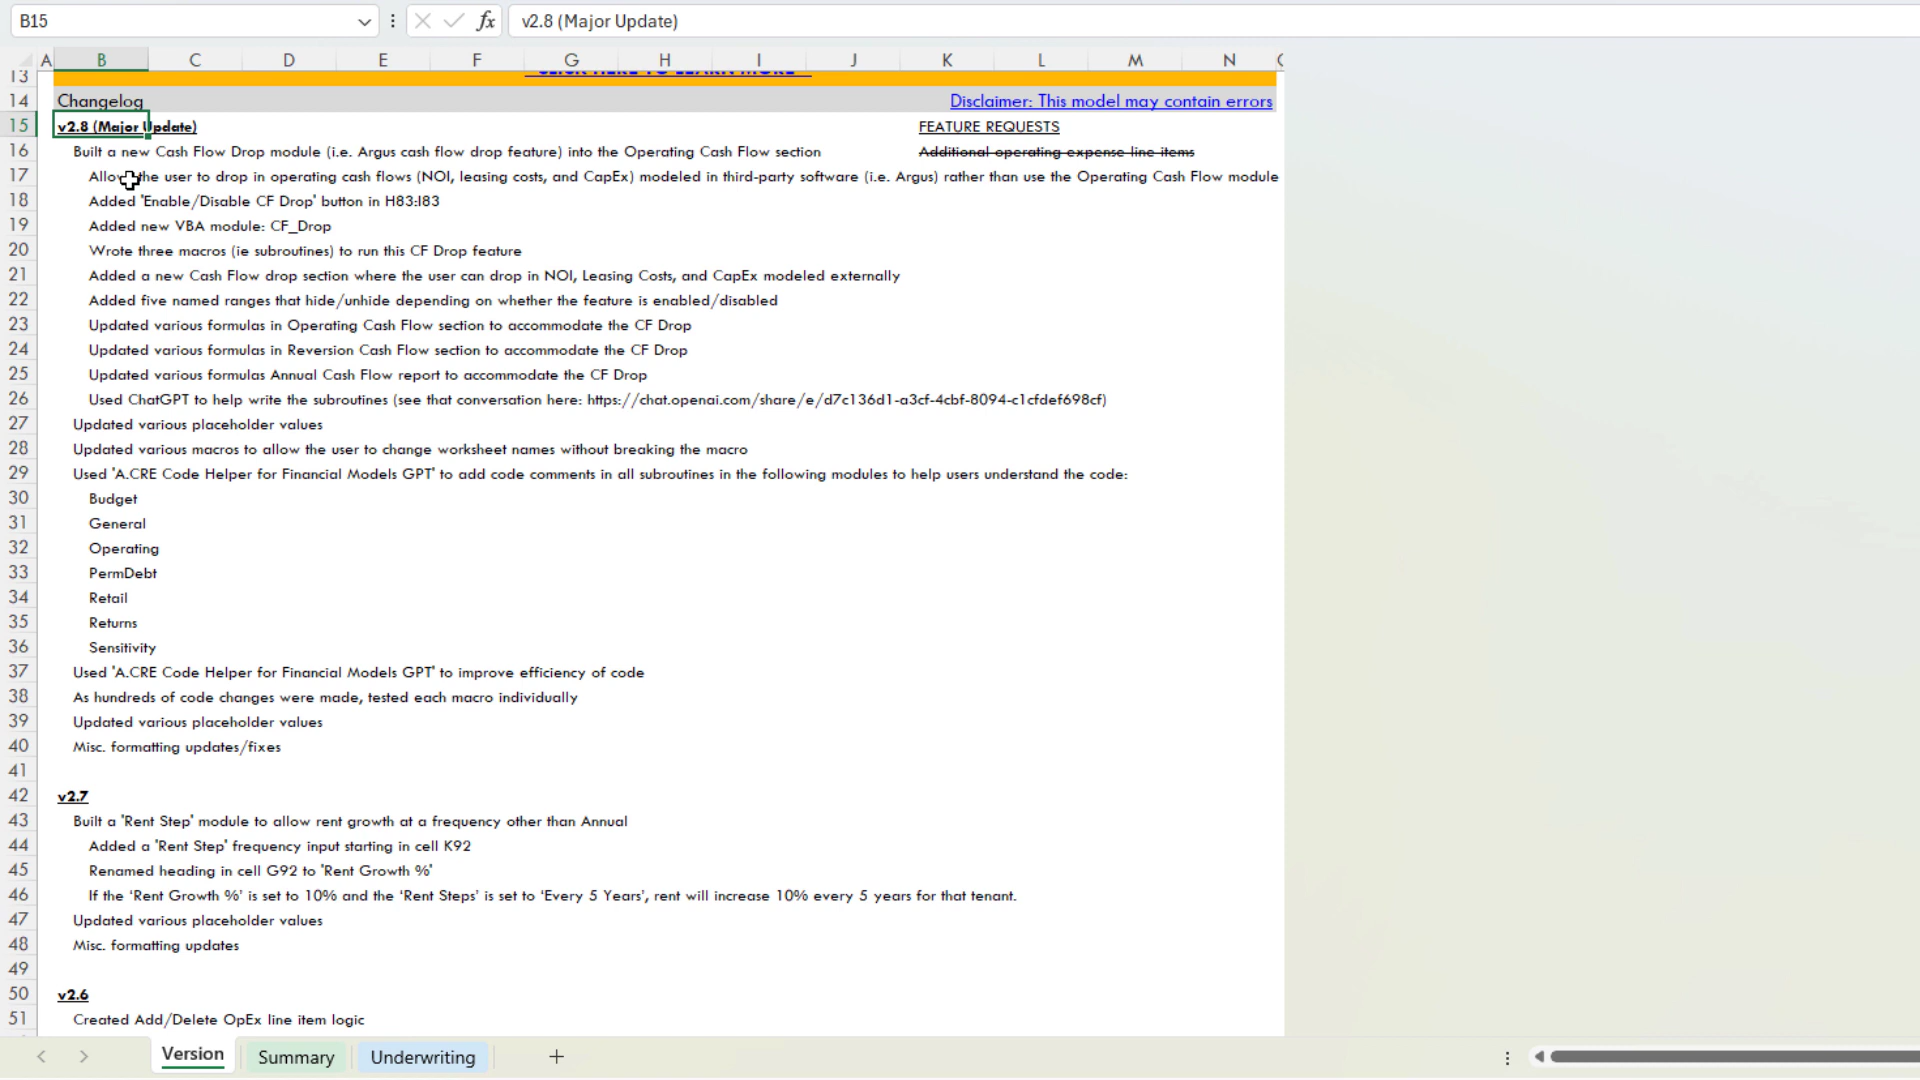 B15
fx
v2.8 (Major Update)
A B C D E F G H I J K L M N
13
14 Changelog Disclaimer: This model may contain errors
15 v2.8 (Major Update) FEATURE REQUESTS
16 Built a new Cash Flow Drop module (i.e. Argus cash flow drop feature) into the Operating Cash Flow section Additional operating expense line items
17 Allow the user to drop in operating cash flows (NOI, leasing costs, and CapEx) modeled in third-party software (i.e. Argus) rather than use the Operating Cash Flow module
18 Added 'Enable/Disable CF Drop' button in H83:I83
19 Added new VBA module: CF_Drop
20 Wrote three macros (ie subroutines) to run this CF Drop feature
21 Added a new Cash Flow drop section where the user can drop in NOI, Leasing Costs, and CapEx modeled externally
22 Added five named ranges that hide/unhide depending on whether the feature is enabled/disabled
23 Updated various formulas in Operating Cash Flow section to accommodate the CF Drop
24 Updated various formulas in Reversion Cash Flow section to accommodate the CF Drop
25 Updated various formulas Annual Cash Flow report to accommodate the CF Drop
26 Used ChatGPT to help write the subroutines (see that conversation here: https://chat.openai.com/share/e/d7c136d1-a3cf-4cbf-8094-c1cfdef698cf)
27 Updated various placeholder values
28 Updated various macros to allow the user to change worksheet names without breaking the macro
29 Used 'A.CRE Code Helper for Financial Models GPT' to add code comments in all subroutines in the following modules to help users understand the code:
30 Budget
31 General
32 Operating
33 PermDebt
34 Retail
35 Returns
36 Sensitivity
37 Used 'A.CRE Code Helper for Financial Models GPT' to improve efficiency of code
38 As hundreds of code changes were made, tested each macro individually
39 Updated various placeholder values
40 Misc. formatting updates/fixes
41
42 v2.7
43 Built a 'Rent Step' module to allow rent growth at a frequency other than Annual
44 Added a 'Rent Step' frequency input starting in cell K92
45 Renamed heading in cell G92 to 'Rent Growth %'
46 If the ‘Rent Growth %’ is set to 10% and the ‘Rent Steps’ is set to ‘Every 5 Years’, rent will increase 10% every 5 years for that tenant.
47 Updated various placeholder values
48 Misc. formatting updates
49
50 v2.6
51 Created Add/Delete OpEx line item logic
Version Summary Underwriting +